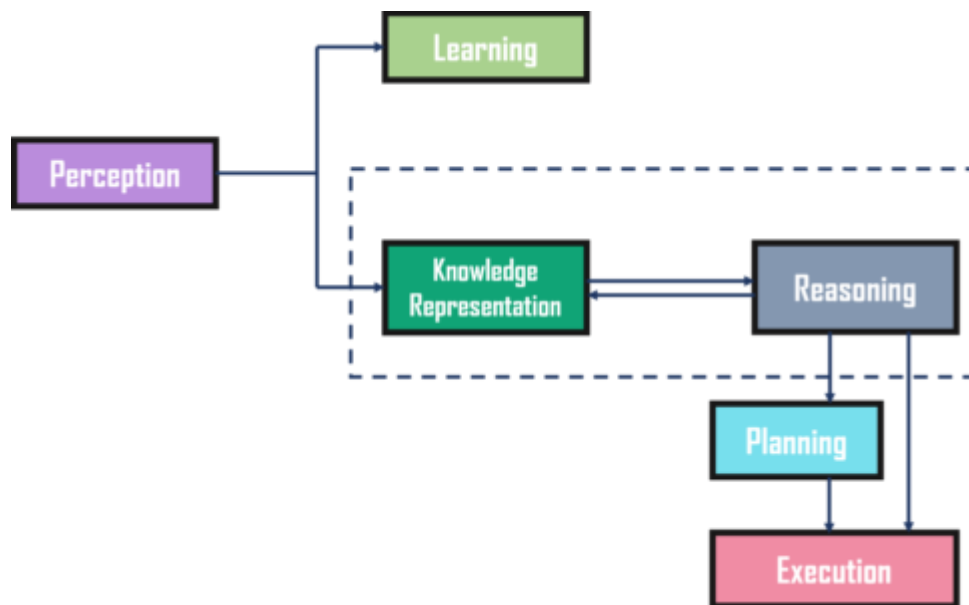 Learning
Perception
Knowledge
Representation
Reasoning
Planning
Execution